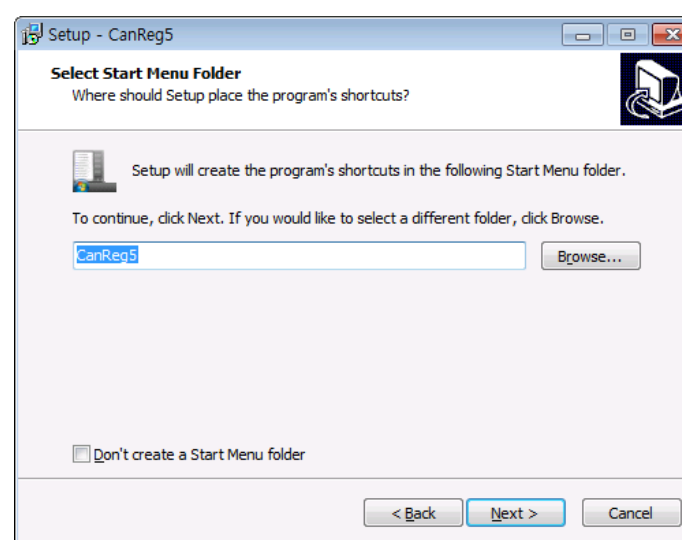 Setup - CanReg5
Select Start Menu Folder
Where should Setup place the program's shortcuts?
Setup will create the program's shortcuts in the following Start Menu folder.
To continue, click Next. If you would like to select a different folder, click Browse.
CanReg5
Browse...
Don't create a Start Menu folder
< Back
Next >
Cancel